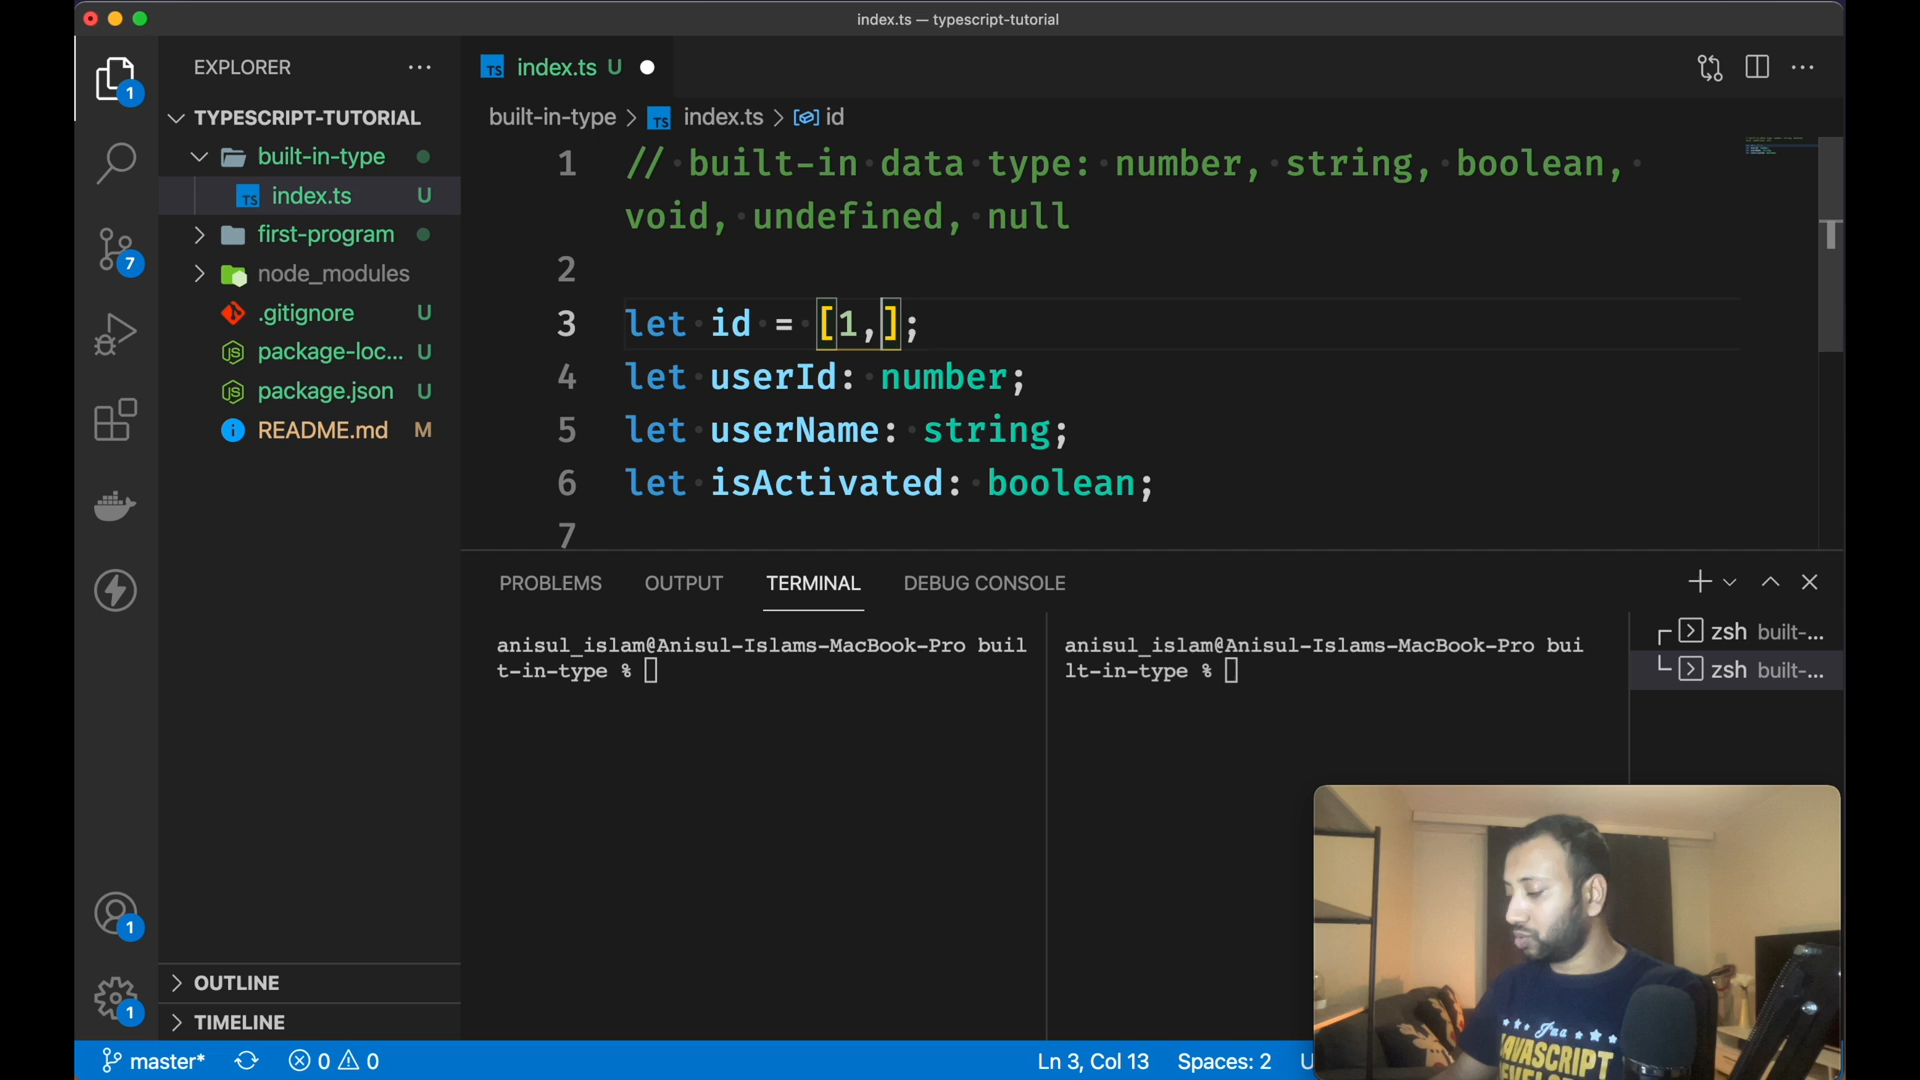 index.ts — typescript-tutorial
EXPLORER
TYPESCRIPT-TUTORIAL
built-in-type
index.ts U
first-program
node_modules
.gitignore U
package-loc... U
package.json U
README.md M
OUTLINE
TIMELINE
1
7
1
1
index.ts U
built-in-type > index.ts > id
1 // built-in data type: number, string, boolean,
void, undefined, null
2
3 let id = [1,];
4 let userId: number;
5 let userName: string;
6 let isActivated: boolean;
7
PROBLEMS OUTPUT TERMINAL DEBUG CONSOLE
anisul_islam@Anisul-Islams-MacBook-Pro buil
t-in-type %
anisul_islam@Anisul-Islams-MacBook-Pro bui
lt-in-type %
zsh built-...
zsh built-...
JAVASCRIPT
master* 0 0 Ln 3, Col 13 Spaces: 2